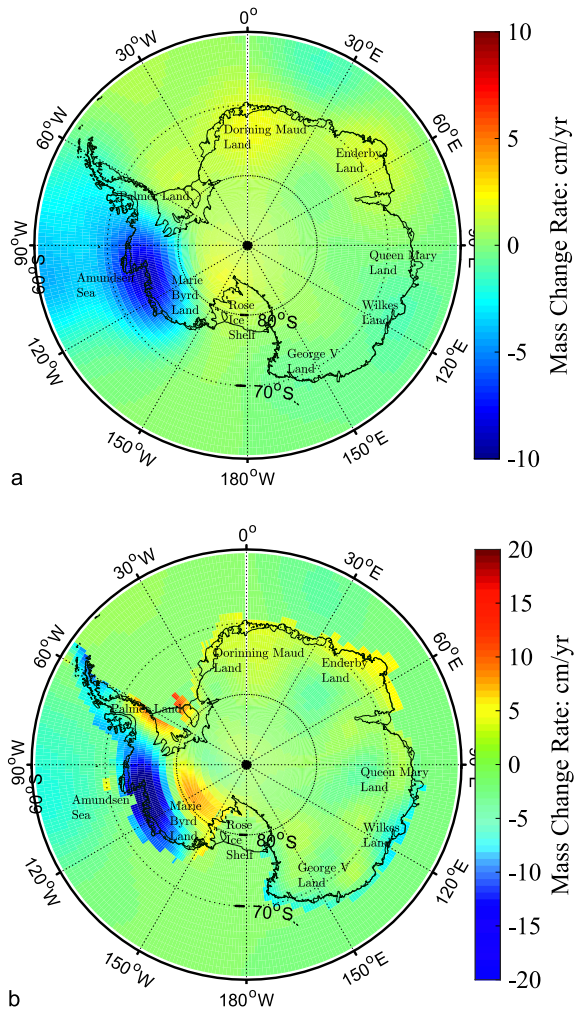 0°
30°W
30°E
60°W
60°E
Dorinning Maud
Land
Enderby
Land
Palmer Land
90°W
60°S
90°E
Queen Mary
Land
Amundsen
Sea
Marie
Byrd
Land
Rose
Ice
Shelf
80°S
Wilkes
Land
George V
Land
70°S
120°W
120°E
150°W
150°E
180°W
10
5
0
-5
-10
Mass Change Rate: cm/yr
a
0°
30°W
30°E
60°W
60°E
Dorinning Maud
Land
Enderby
Land
Palmer Land
90°W
60°S
90°E
Queen Mary
Land
Amundsen
Sea
Marie
Byrd
Land
Rose
Ice
Shelf
80°S
Wilkes
Land
George V
Land
70°S
120°W
120°E
150°W
150°E
180°W
20
15
10
5
0
-5
-10
-15
-20
Mass Change Rate: cm/yr
b